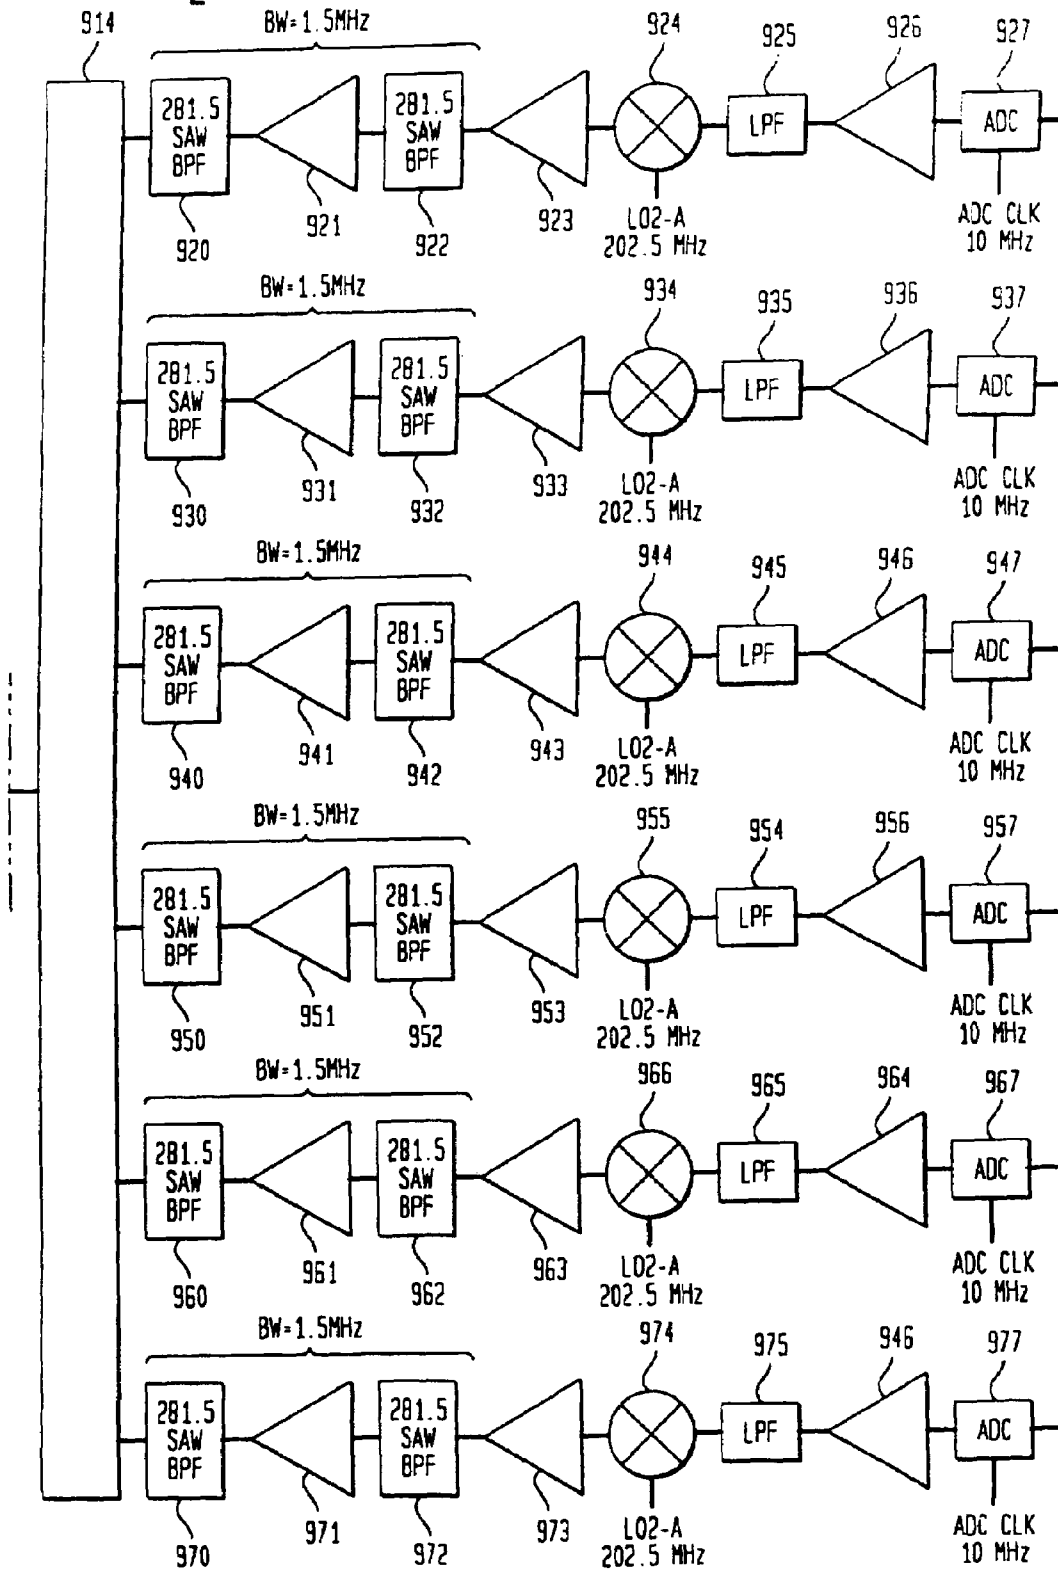 914
BW=1.5MHz
924
925
926
927
281.5
SAW
BPF
281.5
SAW
BPF
LPF
ADC
920
921
922
923
LO2-A
202.5 MHz
ADC CLK
10 MHz
BW=1.5MHz
934
935
936
937
281.5
SAW
BPF
281.5
SAW
BPF
LPF
ADC
930
931
932
933
LO2-A
202.5 MHz
ADC CLK
10 MHz
BW=1.5MHz
944
945
946
947
281.5
SAW
BPF
281.5
SAW
BPF
LPF
ADC
940
941
942
943
LO2-A
202.5 MHz
ADC CLK
10 MHz
BW=1.5MHz
955
954
956
957
281.5
SAW
BPF
281.5
SAW
BPF
LPF
ADC
950
951
952
953
LO2-A
202.5 MHz
ADC CLK
10 MHz
BW=1.5MHz
966
965
964
967
281.5
SAW
BPF
281.5
SAW
BPF
LPF
ADC
960
961
962
963
LO2-A
202.5 MHz
ADC CLK
10 MHz
BW=1.5MHz
974
975
946
977
281.5
SAW
BPF
281.5
SAW
BPF
LPF
ADC
970
971
972
973
LO2-A
202.5 MHz
ADC CLK
10 MHz